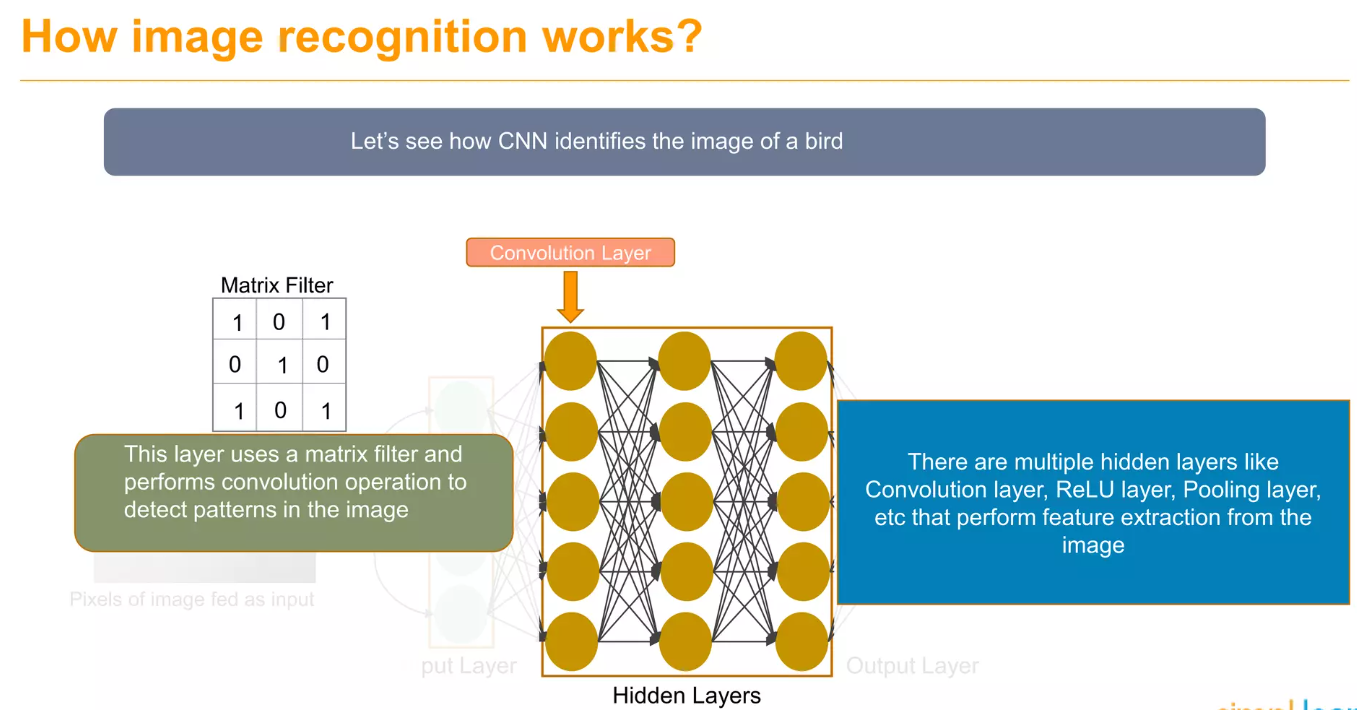 How image recognition works?
Let's see how CNN identifies the image of a bird
Convolution Layer
Matrix Filter
1 0 1
0 1 0
1 0 1
This layer uses a matrix filter and
performs convolution operation to
detect patterns in the image
There are multiple hidden layers like
Convolution layer, ReLU layer, Pooling layer,
etc that perform feature extraction from the
image
Pixels of image fed as input
put Layer
Output Layer
Hidden Layers